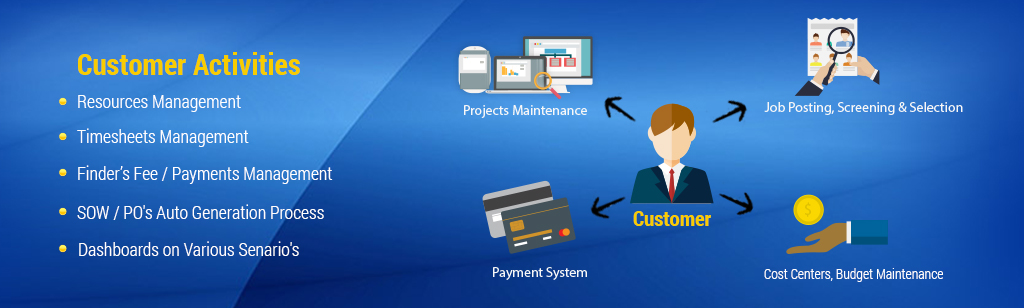 Customer Activities
Resources Management
Timesheets Management
Finder's Fee / Payments Management
SOW / PO's Auto Generation Process
Dashboards on Various Senario's
Projects Maintenance
Job Posting, Screening & Selection
Customer
Payment System
Cost Centers, Budget Maintenance